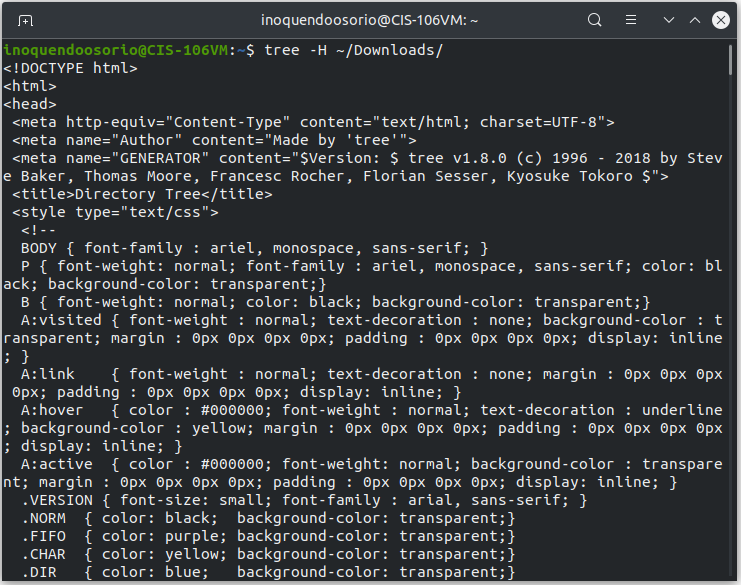 inoquendoosorio@CIS-106VM: ~
inoquendoosorio@CIS-106VM:~$ tree -H ~/Downloads/
<!DOCTYPE html>
<html>
<head>
 <meta http-equiv="Content-Type" content="text/html; charset=UTF-8">
 <meta name="Author" content="Made by 'tree'">
 <meta name="GENERATOR" content="$Version: $ tree v1.8.0 (c) 1996 - 2018 by Stev
e Baker, Thomas Moore, Francesc Rocher, Florian Sesser, Kyosuke Tokoro $">
 <title>Directory Tree</title>
 <style type="text/css">
  <!--
  BODY { font-family : ariel, monospace, sans-serif; }
  P { font-weight: normal; font-family : ariel, monospace, sans-serif; color: bl
ack; background-color: transparent;}
  B { font-weight: normal; color: black; background-color: transparent;}
  A:visited { font-weight : normal; text-decoration : none; background-color : t
ransparent; margin : 0px 0px 0px 0px; padding : 0px 0px 0px 0px; display: inline
; }
  A:link    { font-weight : normal; text-decoration : none; margin : 0px 0px 0px
 0px; padding : 0px 0px 0px 0px; display: inline; }
  A:hover   { color : #000000; font-weight : normal; text-decoration : underline
; background-color : yellow; margin : 0px 0px 0px 0px; padding : 0px 0px 0px 0px
; display: inline; }
  A:active  { color : #000000; font-weight: normal; background-color : transpare
nt; margin : 0px 0px 0px 0px; padding : 0px 0px 0px 0px; display: inline; }
  .VERSION { font-size: small; font-family : arial, sans-serif; }
  .NORM  { color: black;  background-color: transparent;}
  .FIFO  { color: purple; background-color: transparent;}
  .CHAR  { color: yellow; background-color: transparent;}
  .DIR   { color: blue;   background-color: transparent;}